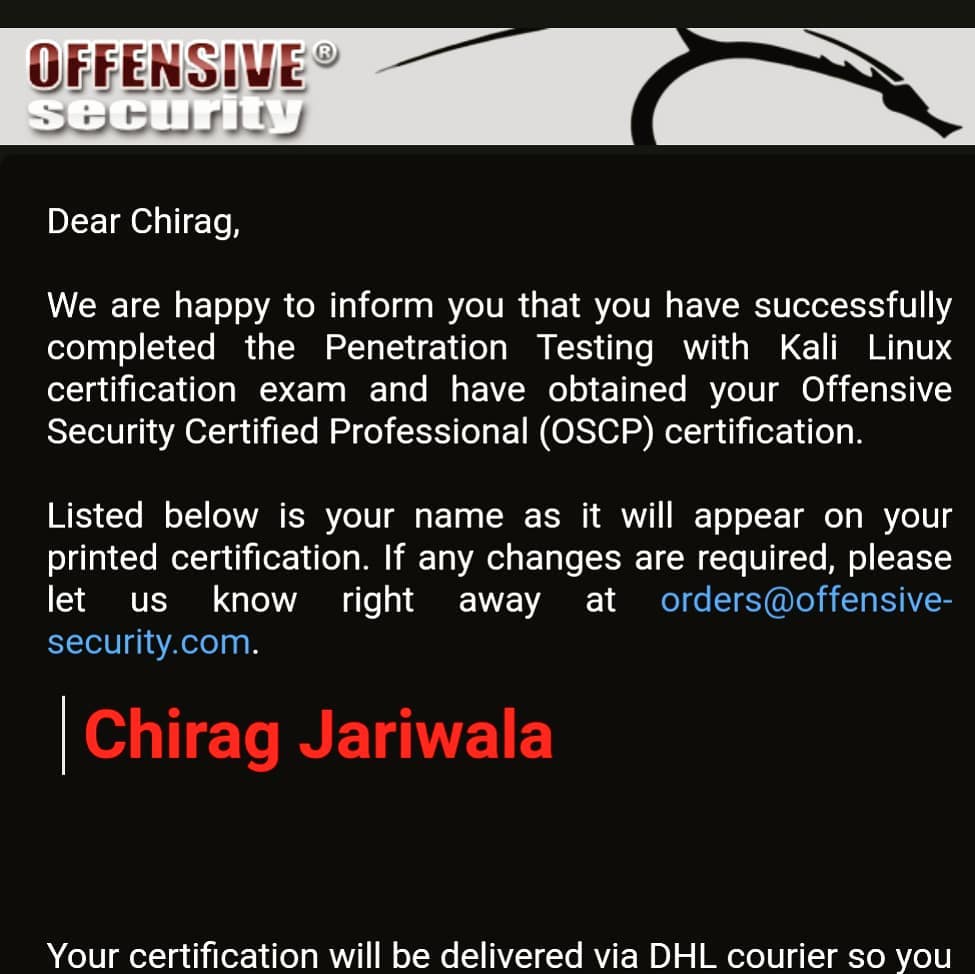 OFFENSIVE®
security
Dear Chirag,
We are happy to inform you that you have successfully
completed the Penetration Testing with Kali Linux
certification exam and have obtained your Offensive
Security Certified Professional (OSCP) certification.
Listed below is your name as it will appear on your
printed certification. If any changes are required, please
let us know right away at orders@offensive-
security.com.
Chirag Jariwala
Your certification will be delivered via DHL courier so you